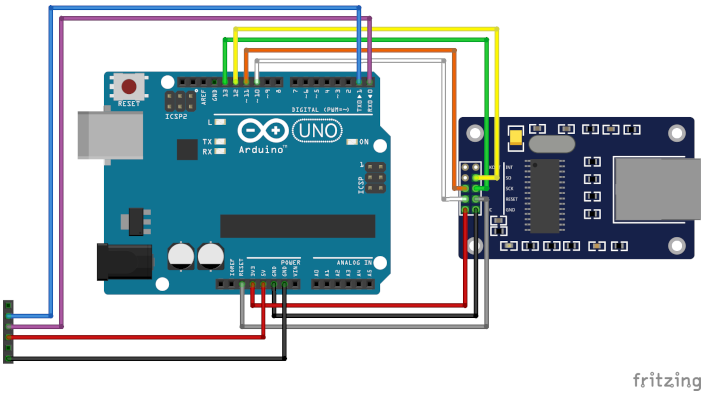 RESET
ICSP2
AREF
GND
13
12
~11
~10
~9
8
7
~6
~5
4
~3
2
TXD▶1
RXD◀0
DIGITAL (PWM=~)
L
TX
RX
UNO
Arduino™
ON
1
ICSP
IOREF
RESET
3V3
5V
GND
GND
VIN
POWER
ANALOG IN
A0
A1
A2
A3
A4
A5
INT
SO
SCK
RESET
GND
fritzing